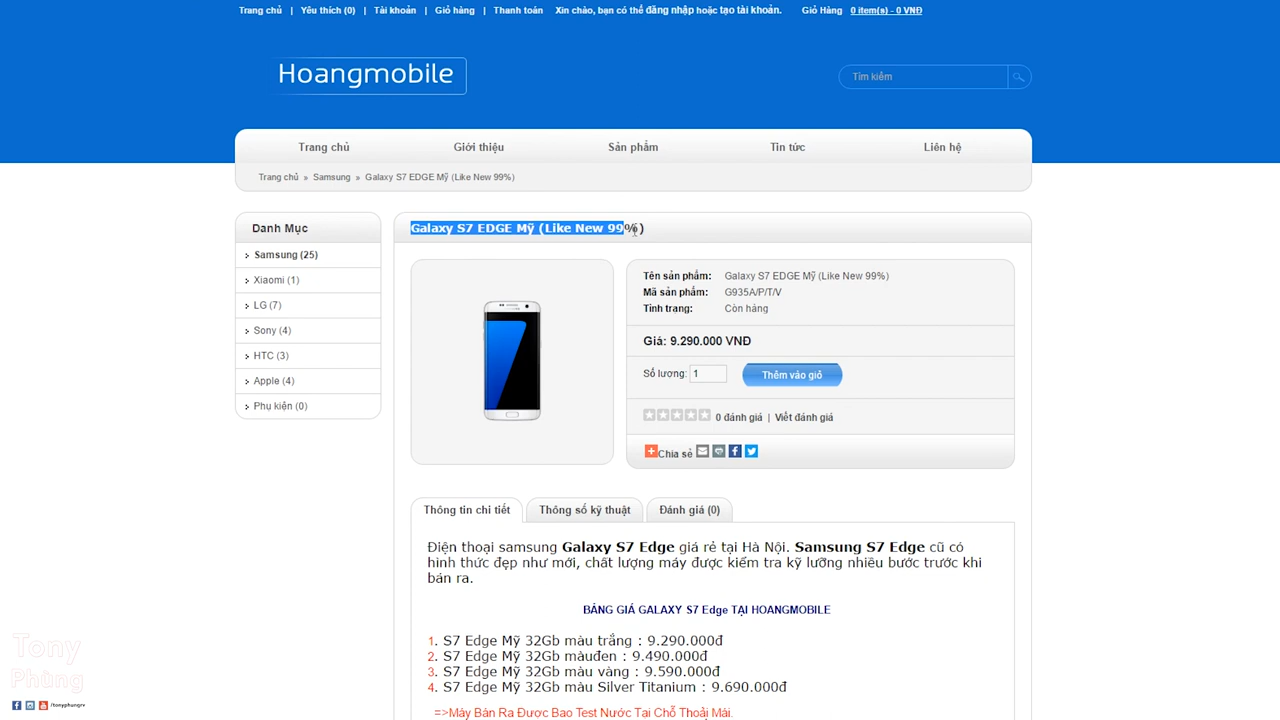 Trang chủ | Yêu thích (0) | Tài khoản | Giỏ hàng | Thanh toán Xin chào, bạn có thể đăng nhập hoặc tạo tài khoản. Giỏ Hàng 0 item(s) - 0 VNĐ
Hoangmobile
Tìm kiếm
Trang chủ Giới thiệu Sản phẩm Tin tức Liên hệ
Trang chủ » Samsung » Galaxy S7 EDGE Mỹ (Like New 99%)
Danh Mục
Samsung (25)
Xiaomi (1)
LG (7)
Sony (4)
HTC (3)
Apple (4)
Phụ kiện (0)
Galaxy S7 EDGE Mỹ (Like New 99%)
Tên sản phẩm: Galaxy S7 EDGE Mỹ (Like New 99%)
Mã sản phẩm: G935A/P/T/V
Tình trạng: Còn hàng
Giá: 9.290.000 VNĐ
Số lượng: 1 Thêm vào giỏ
0 đánh giá | Viết đánh giá
Chia sẻ
Thông tin chi tiết Thông số kỹ thuật Đánh giá (0)
Điện thoại samsung Galaxy S7 Edge giá rẻ tại Hà Nội. Samsung S7 Edge cũ có
hình thức đẹp như mới, chất lượng máy được kiểm tra kỹ lưỡng nhiều bước trước khi
bán ra.
BẢNG GIÁ GALAXY S7 Edge TẠI HOANGMOBILE
1. S7 Edge Mỹ 32Gb màu trắng : 9.290.000đ
2. S7 Edge Mỹ 32Gb màuđen : 9.490.000đ
3. S7 Edge Mỹ 32Gb màu vàng : 9.590.000đ
4. S7 Edge Mỹ 32Gb màu Silver Titanium : 9.690.000đ
=>Máy Bán Ra Được Bao Test Nước Tại Chỗ Thoải Mái.
Tony
Phùng
/tonyphungrv